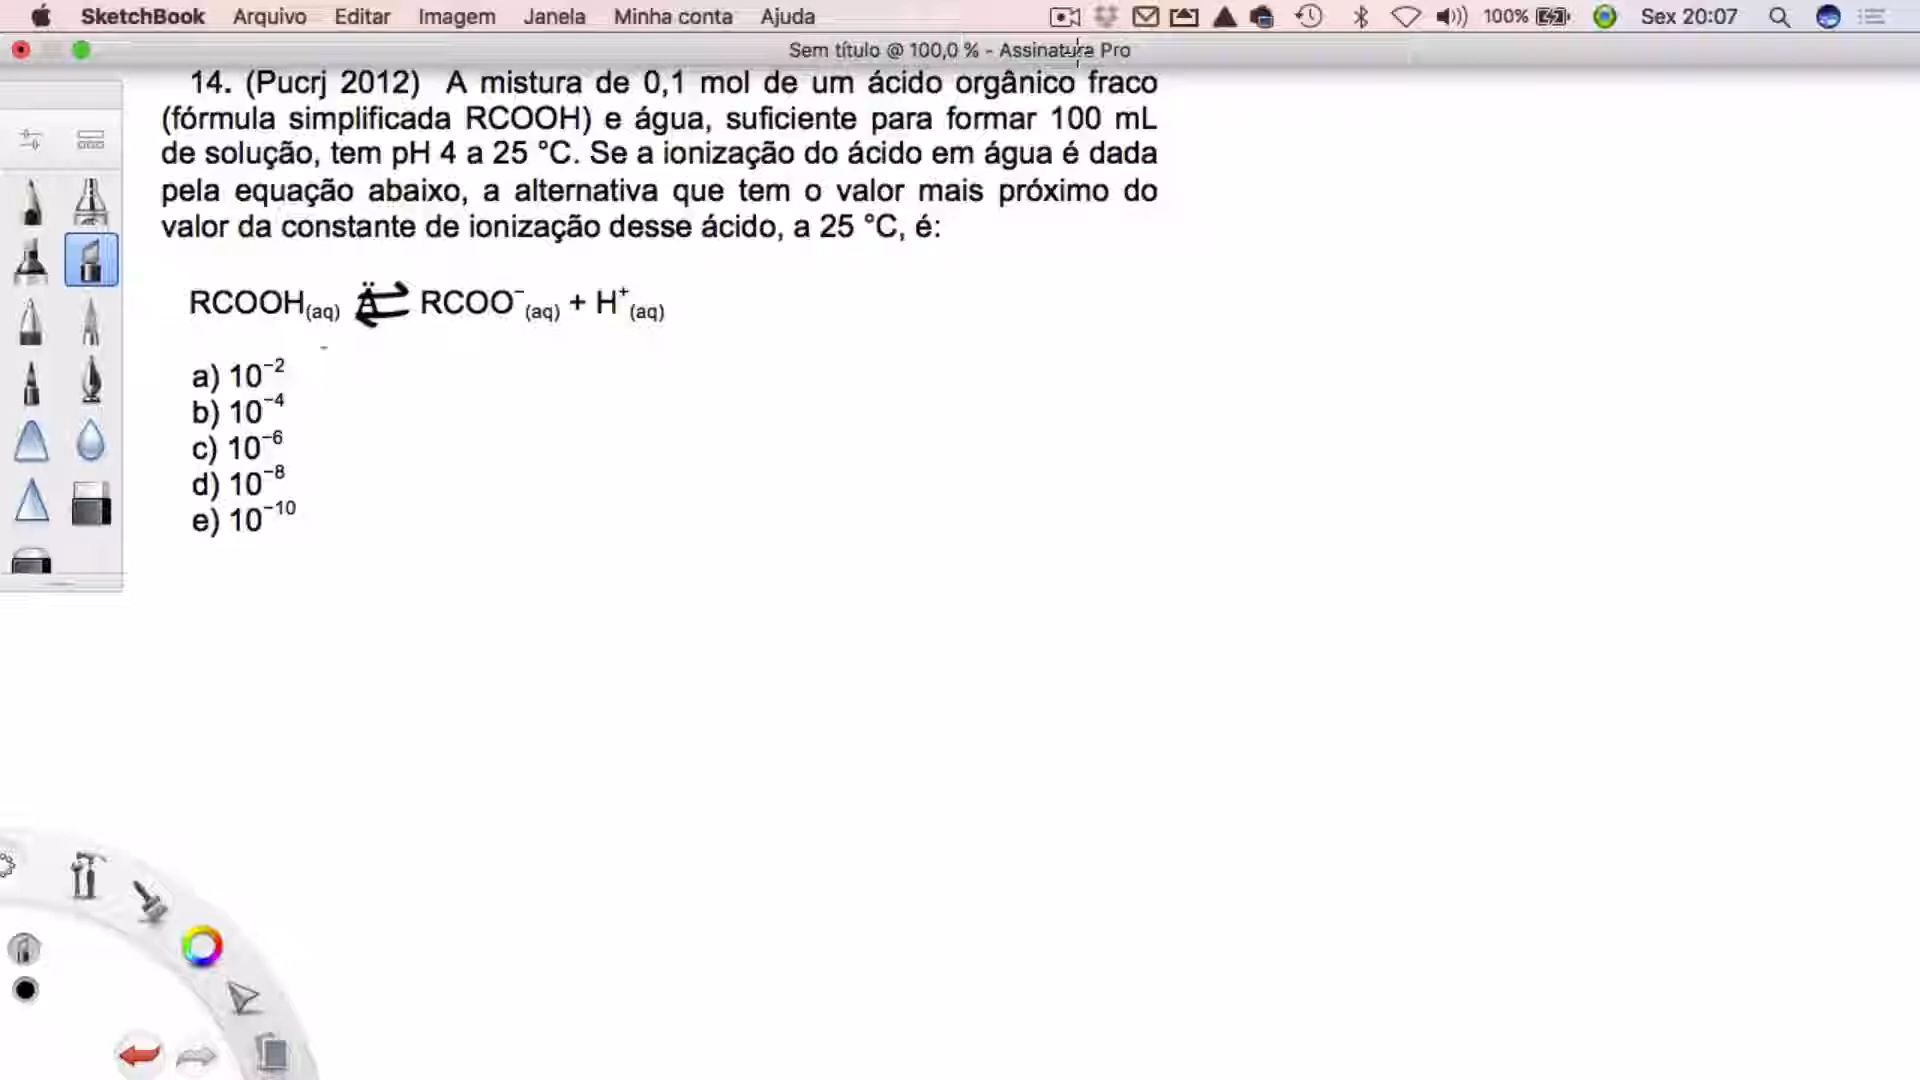 SketchBook Arquivo Editar Imagem Janela Minha conta Ajuda 100% Sex 20:07
Sem título @ 100,0 % - Assinatura Pro
14. (Pucrj 2012) A mistura de 0,1 mol de um ácido orgânico fraco
(fórmula simplificada RCOOH) e água, suficiente para formar 100 mL
de solução, tem pH 4 a 25 °C. Se a ionização do ácido em água é dada
pela equação abaixo, a alternativa que tem o valor mais próximo do
valor da constante de ionização desse ácido, a 25 °C, é:
RCOOH(aq) Ä ⇌ RCOO⁻(aq) + H⁺(aq)
a) 10⁻²
b) 10⁻⁴
c) 10⁻⁶
d) 10⁻⁸
e) 10⁻¹⁰